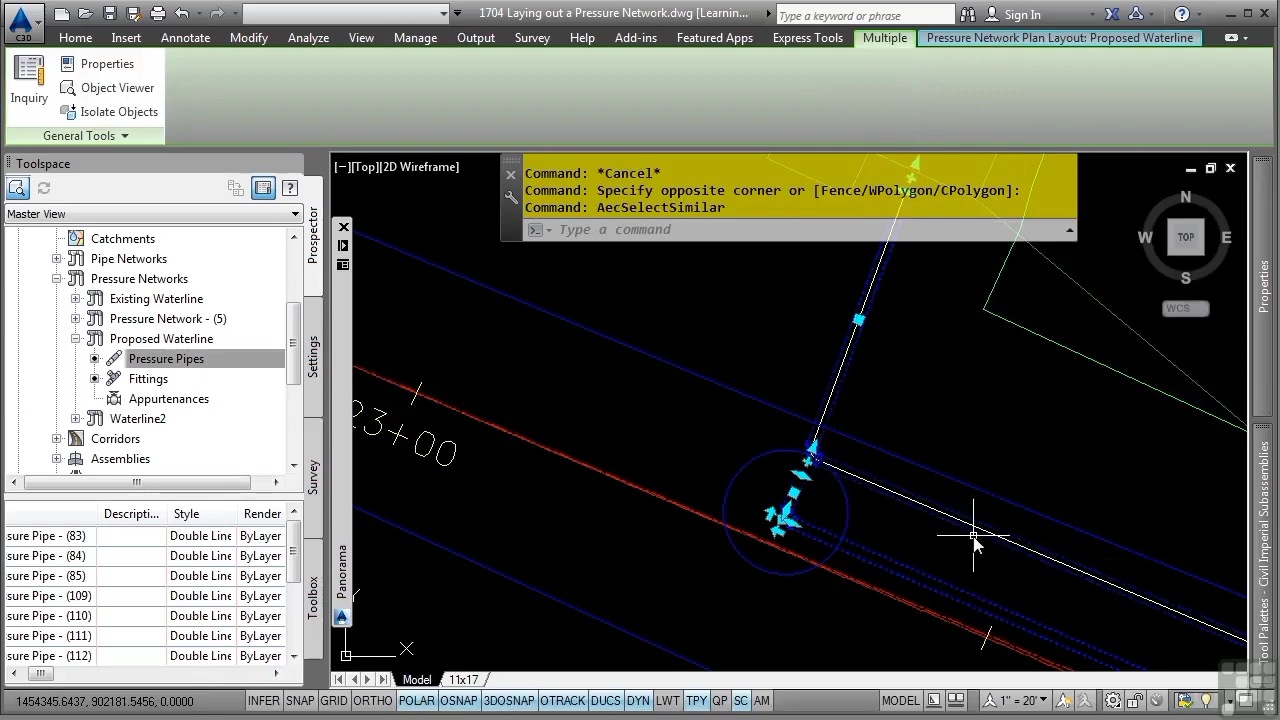 1704 Laying out a Pressure Network.dwg [Learnin...
Type a keyword or phrase
Sign In
C3D
Home Insert Annotate Modify Analyze View Manage Output Survey Help Add-ins Featured Apps Express Tools Multiple Pressure Network Plan Layout: Proposed Waterline
Inquiry
Properties
Object Viewer
Isolate Objects
General Tools
Toolspace
Master View
Catchments
Pipe Networks
Pressure Networks
Existing Waterline
Pressure Network - (5)
Proposed Waterline
Pressure Pipes
Fittings
Appurtenances
Waterline2
Corridors
Assemblies
Prospector
Settings
Survey
Toolbox
Descripti... Style Render
sure Pipe - (83) Double Line ByLayer
sure Pipe - (84) Double Line ByLayer
sure Pipe - (85) Double Line ByLayer
sure Pipe - (109) Double Line ByLayer
sure Pipe - (110) Double Line ByLayer
sure Pipe - (111) Double Line ByLayer
sure Pipe - (112) Double Line ByLayer
Panorama
[−][Top][2D Wireframe]
Command: *Cancel*
Command: Specify opposite corner or [Fence/WPolygon/CPolygon]:
Command: AecSelectSimilar
Type a command
N
W TOP E
S
WCS
23+00
Y
X
Properties
Tool Palettes - Civil Imperial Subassemblies
Model 11x17
1454345.6437, 902181.5456, 0.0000
INFER SNAP GRID ORTHO POLAR OSNAP 3DOSNAP OTRACK DUCS DYN LWT TPY QP SC AM
MODEL
1" = 20'